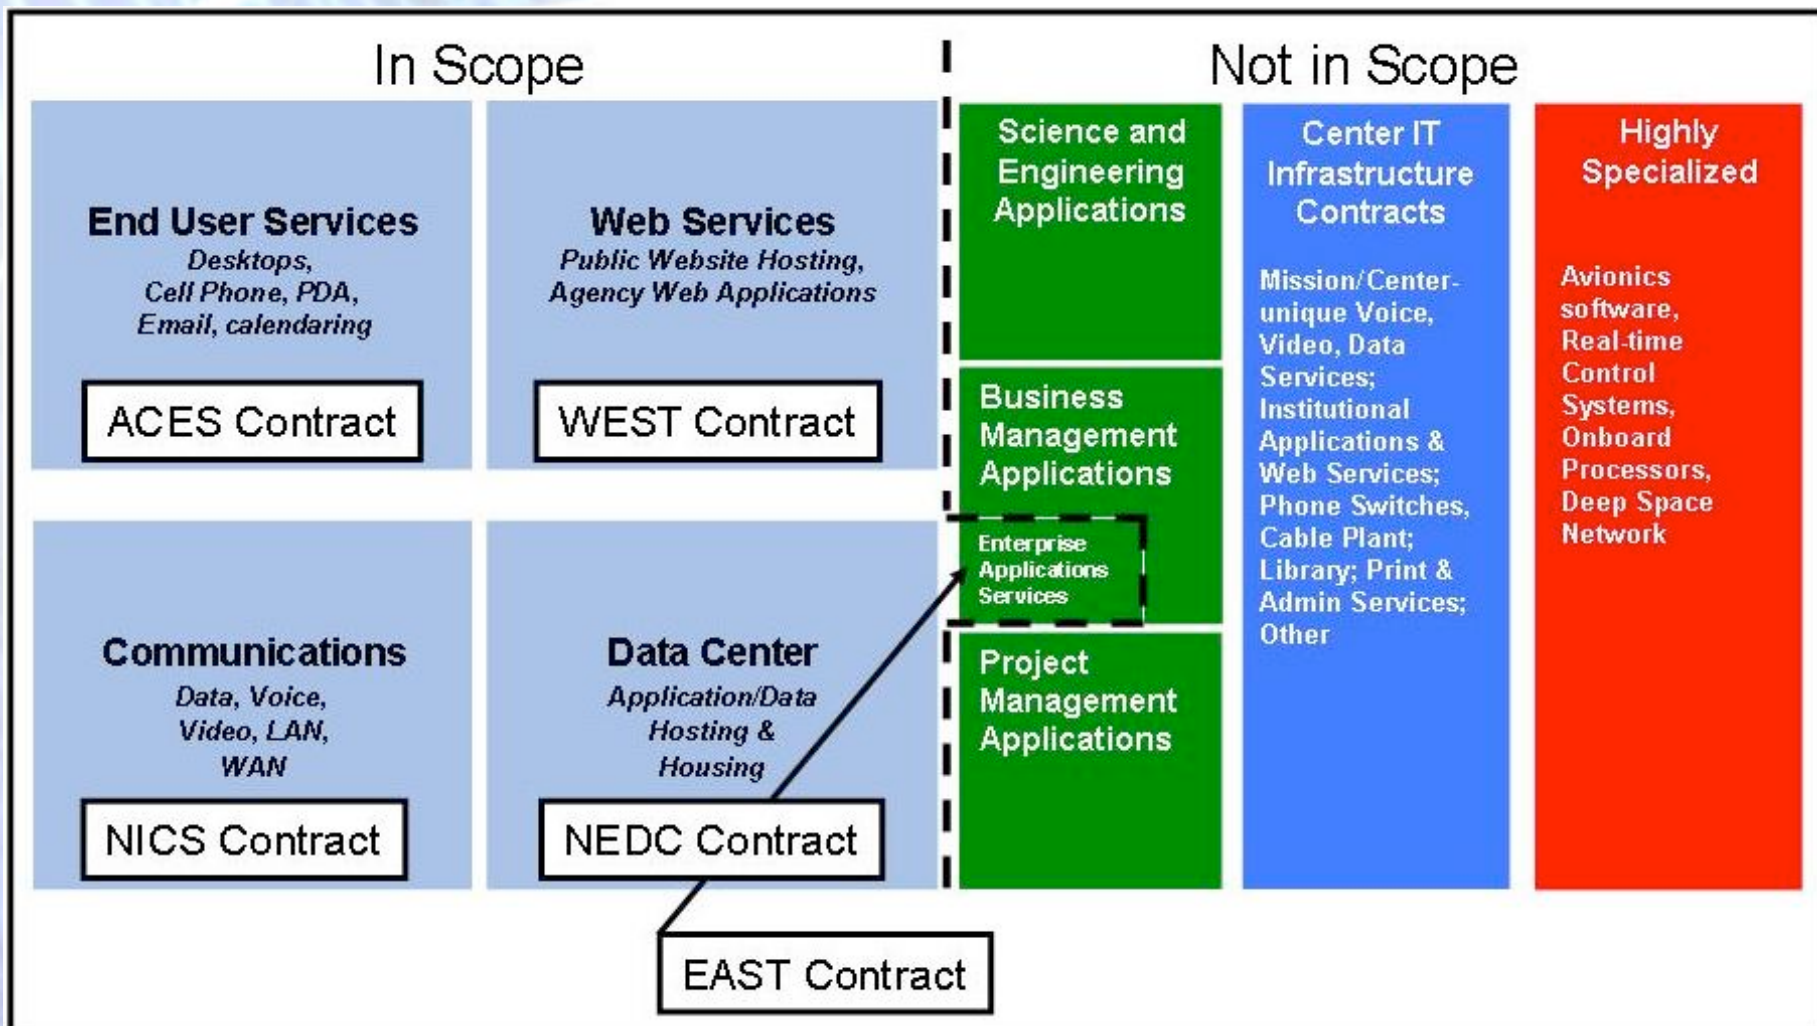 In Scope
Not in Scope
End User Services
Desktops,
Cell Phone, PDA,
Email, calendaring
ACES Contract
Web Services
Public Website Hosting,
Agency Web Applications
WEST Contract
Communications
Data, Voice,
Video, LAN,
WAN
NICS Contract
Data Center
Application/Data
Hosting &
Housing
NEDC Contract
EAST Contract
Science and
Engineering
Applications
Business
Management
Applications
Enterprise
Applications
Services
Project
Management
Applications
Center IT
Infrastructure
Contracts
Mission/Center-
unique Voice,
Video, Data
Services;
Institutional
Applications &
Web Services;
Phone Switches,
Cable Plant;
Library; Print &
Admin Services;
Other
Highly
Specialized
Avionics
software,
Real-time
Control
Systems,
Onboard
Processors,
Deep Space
Network